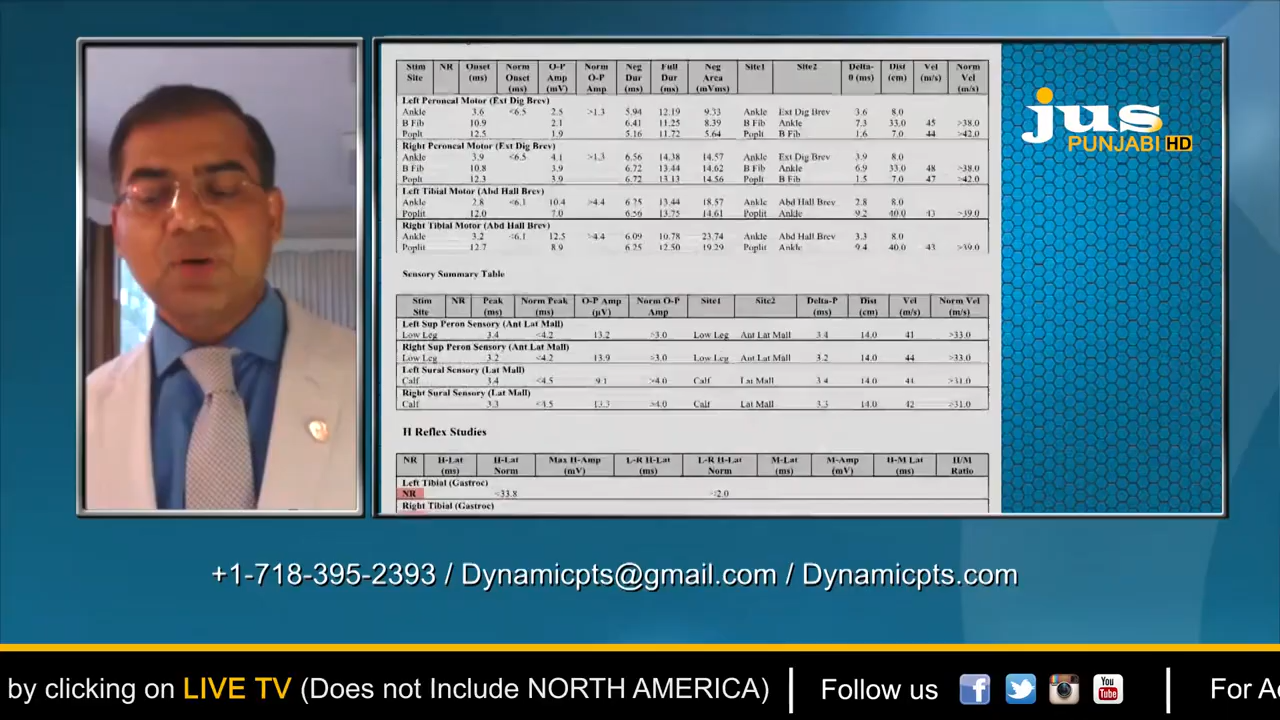 Stim Site NR Onset (ms) Norm Onset (ms) O-P Amp (mV) Norm O-P Amp Neg Dur (ms) Full Dur (ms) Neg Area (mVms) Site1 Site2 Delta-0 (ms) Dist (cm) Vel (m/s) Norm Vel (m/s)
Left Peroneal Motor (Ext Dig Brev)
Ankle 3.6 <6.5 2.5 >1.3 5.94 12.19 9.33 Ankle Ext Dig Brev 3.6 8.0
B Fib 10.9 2.1 6.41 11.25 8.39 B Fib Ankle 7.3 33.0 45 >38.0
Poplt 12.5 1.9 5.16 11.72 5.64 Poplt B Fib 1.6 7.0 44 >42.0
Right Peroneal Motor (Ext Dig Brev)
Ankle 3.9 <6.5 4.1 >1.3 6.56 14.38 14.57 Ankle Ext Dig Brev 3.9 8.0
B Fib 10.8 3.9 6.72 13.44 14.62 B Fib Ankle 6.9 33.0 48 >38.0
Poplt 12.3 3.9 6.72 13.13 14.56 Poplt B Fib 1.5 7.0 47 >42.0
Left Tibial Motor (Abd Hall Brev)
Ankle 2.8 <6.1 10.4 >4.4 6.25 13.44 18.57 Ankle Abd Hall Brev 2.8 8.0
Poplit 12.0 7.0 6.56 13.75 14.61 Poplit Ankle 9.2 40.0 43 >39.0
Right Tibial Motor (Abd Hall Brev)
Ankle 3.2 <6.1 12.5 >4.4 6.09 10.78 23.74 Ankle Abd Hall Brev 3.3 8.0
Poplit 12.7 8.9 6.25 12.50 19.29 Poplit Ankle 9.4 40.0 43 >39.0
Sensory Summary Table
Stim Site NR Peak (ms) Norm Peak (ms) O-P Amp (µV) Norm O-P Amp Site1 Site2 Delta-P (ms) Dist (cm) Vel (m/s) Norm Vel (m/s)
Left Sup Peron Sensory (Ant Lat Mall)
Low Leg 3.4 <4.2 13.2 >3.0 Low Leg Ant Lat Mall 3.4 14.0 41 >33.0
Right Sup Peron Sensory (Ant Lat Mall)
Low Leg 3.2 <4.2 13.9 >3.0 Low Leg Ant Lat Mall 3.2 14.0 44 >33.0
Left Sural Sensory (Lat Mall)
Calf 3.4 <4.5 9.1 >4.0 Calf Lat Mall 3.4 14.0 41 >31.0
Right Sural Sensory (Lat Mall)
Calf 3.3 <4.5 13.3 >4.0 Calf Lat Mall 3.3 14.0 42 >31.0
H Reflex Studies
NR H-Lat (ms) H-Lat Norm Max H-Amp (mV) L-R H-Lat (ms) L-R H-Lat Norm M-Lat (ms) M-Amp (mV) H-M Lat (ms) H/M Ratio
Left Tibial (Gastroc)
NR <33.8 <2.0
Right Tibial (Gastroc)
jus
PUNJABI HD
+1-718-395-2393 / Dynamicpts@gmail.com / Dynamicpts.com
by clicking on LIVE TV (Does not Include NORTH AMERICA) | Follow us You Tube | For